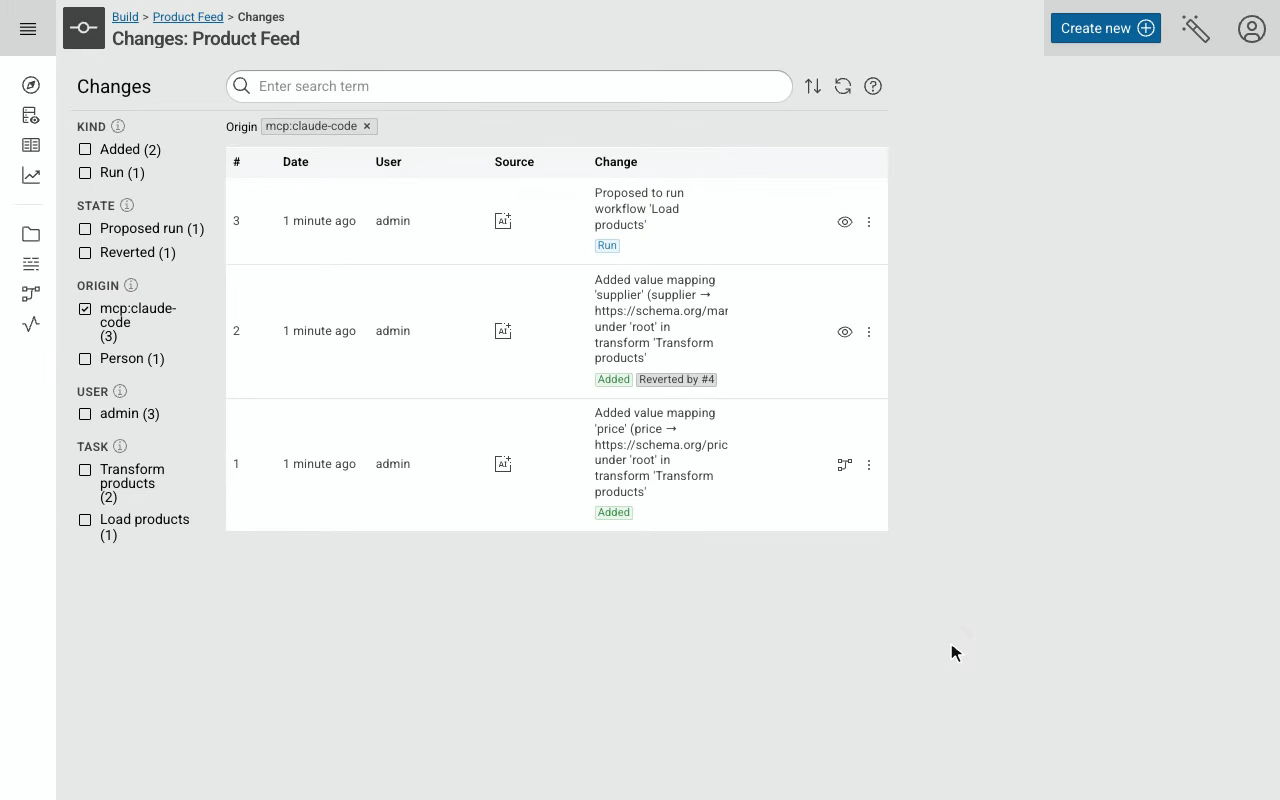 Build > Product Feed > Changes
Changes: Product Feed
Create new
Changes
Enter search term
KIND
Added (2)
Run (1)
STATE
Proposed run (1)
Reverted (1)
ORIGIN
mcp:claude-
code
(3)
Person (1)
USER
admin (3)
TASK
Transform
products
(2)
Load products
(1)
Origin mcp:claude-code ×
# Date User Source Change
3 1 minute ago admin AI
Proposed to run
workflow 'Load
products'
Run
2 1 minute ago admin AI
Added value mapping
'supplier' (supplier →
https://schema.org/mar
under 'root' in
transform 'Transform
products'
Added Reverted by #4
1 1 minute ago admin AI
Added value mapping
'price' (price →
https://schema.org/pric
under 'root' in
transform 'Transform
products'
Added